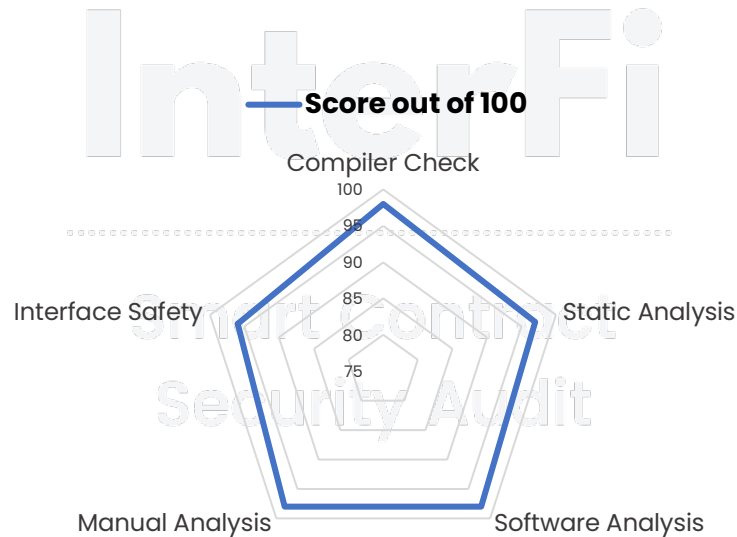 InterFi
Score out of 100
Compiler Check
100
95
90
85
80
75
Interface Safety
Static Analysis
Smart Contract
Security Audit
Manual Analysis
Software Analysis